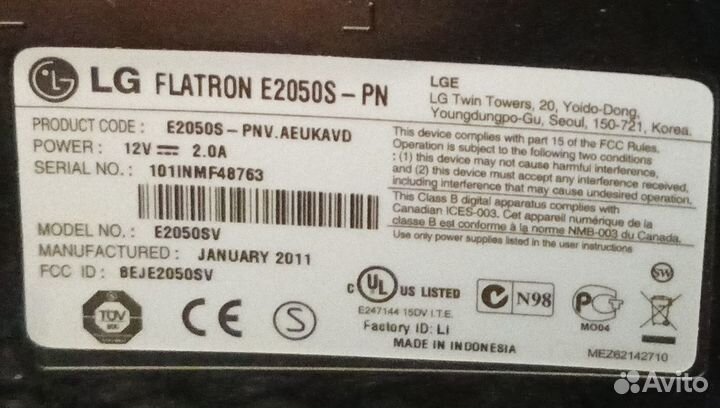 LG FLATRON E2050S-PN
LGE
LG Twin Towers, 20, Yoido-Dong,
Youngdungpo-Gu, Seoul, 150-721, Korea.
PRODUCT CODE : E2050S-PNV.AEUKAVD
POWER : 12V 2.0A
SERIAL NO. : 101INMF48763
MODEL NO. : E2050SV
MANUFACTURED : JANUARY 2011
FCC ID : BEJE2050SV
This device complies with part 15 of the FCC Rules.
Operation is subject to the following two conditions
: (1) this device may not cause harmful interference,
and (2) this device must accept any interference received,
including interference that may cause undesired operation.
This Class B digital apparatus complies with
Canadian ICES-003. Cet appareil numérique de la
classe B est conforme à la norme NMB-003 du Canada.
Use only power supplies listed in the user instructions
SW
TÜV
CE
S
C UL US LISTED
E247144 15DV I.T.E.
Factory ID: Li
MADE IN INDONESIA
N98
MO04
MEZ62142710
Avito